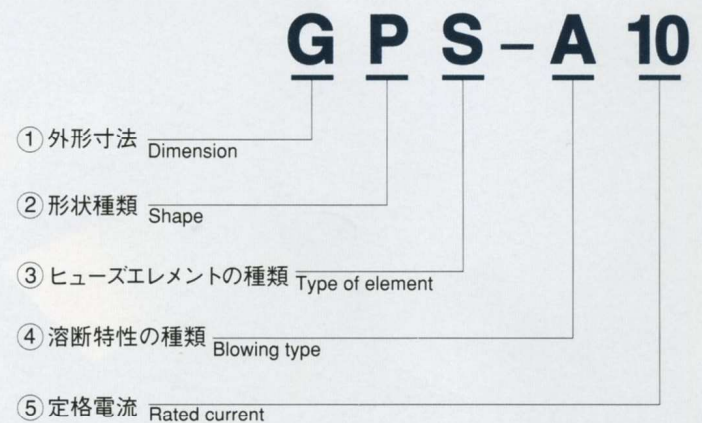 GPS-A 10
①外形寸法 Dimension
②形状種類 Shape
③ヒューズエレメントの種類 Type of element
④溶断特性の種類 Blowing type
⑤定格電流 Rated current